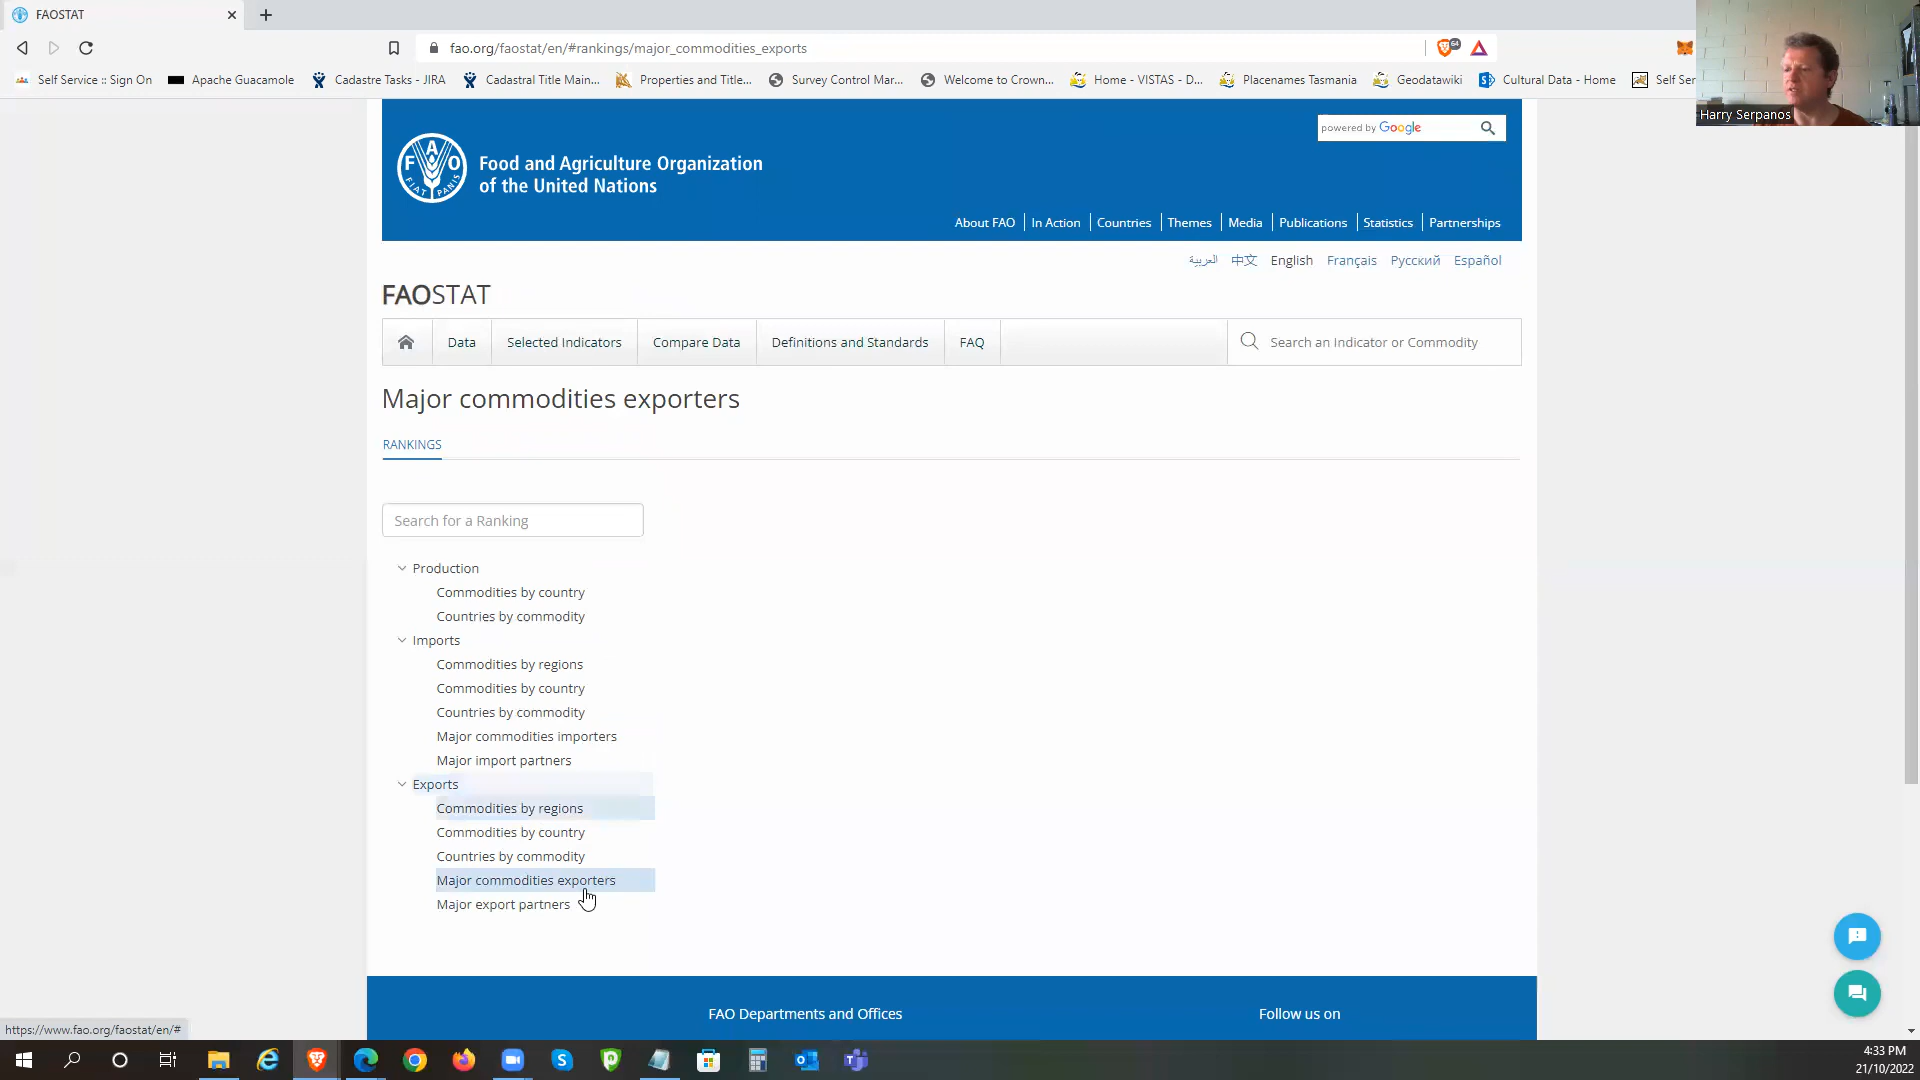 FAOSTAT
fao.org/faostat/en/#rankings/major_commodities_exports
64
Self Service :: Sign On
Apache Guacamole
Cadastre Tasks - JIRA
Cadastral Title Main...
Properties and Title...
Survey Control Mar...
Welcome to Crown...
Home - VISTAS - D...
Placenames Tasmania
Geodatawiki
Cultural Data - Home
Self Ser
Harry Serpanos
powered by Google
FAO
FIAT PANIS
Food and Agriculture Organization
of the United Nations
About FAO
In Action
Countries
Themes
Media
Publications
Statistics
Partnerships
العربية
中文
English
Français
Русский
Español
FAOSTAT
Data
Selected Indicators
Compare Data
Definitions and Standards
FAQ
Search an Indicator or Commodity
Major commodities exporters
RANKINGS
Search for a Ranking
Production
Commodities by country
Countries by commodity
Imports
Commodities by regions
Commodities by country
Countries by commodity
Major commodities importers
Major import partners
Exports
Commodities by regions
Commodities by country
Countries by commodity
Major commodities exporters
Major export partners
FAO Departments and Offices
Follow us on
https://www.fao.org/faostat/en/#
4:33 PM
21/10/2022